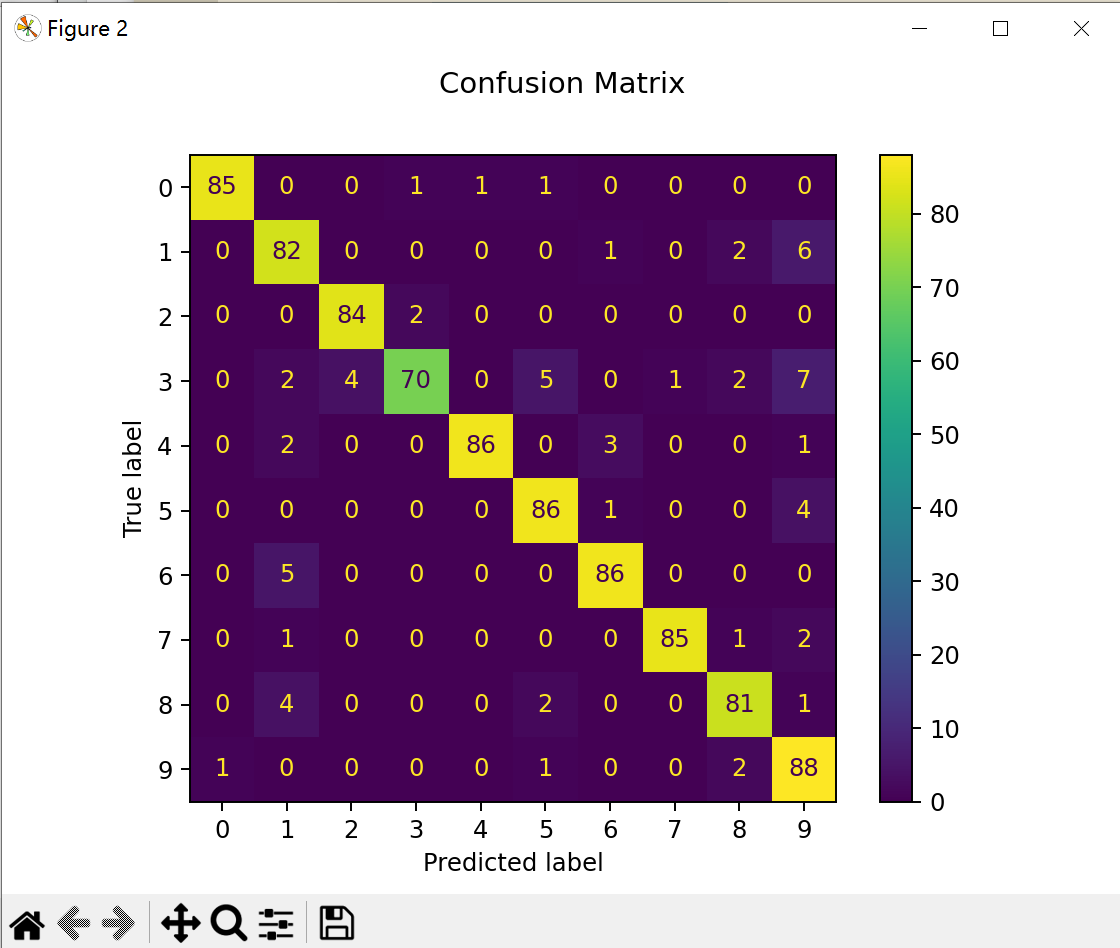 Figure 2
Confusion Matrix
0 85 0 0 1 1 1 0 0 0 0
1 0 82 0 0 0 0 1 0 2 6
2 0 0 84 2 0 0 0 0 0 0
3 0 2 4 70 0 5 0 1 2 7
4 0 2 0 0 86 0 3 0 0 1
5 0 0 0 0 0 86 1 0 0 4
6 0 5 0 0 0 0 86 0 0 0
7 0 1 0 0 0 0 0 85 1 2
8 0 4 0 0 0 2 0 0 81 1
9 1 0 0 0 0 1 0 0 2 88
True label
0 1 2 3 4 5 6 7 8 9
Predicted label
80
70
60
50
40
30
20
10
0